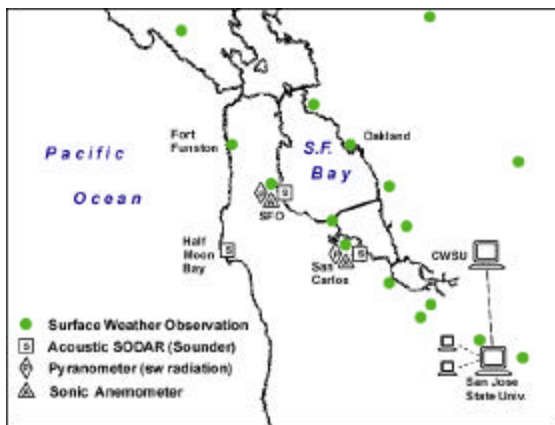 Fort
Funston
Oakland
Pacific
Ocean
S.F.
Bay
S
SFO
Half
Moon
Bay
S
San
Carlos
S
CWSU
Surface Weather Observation
S Acoustic SODAR (Sounder)
P Pyranometer (sw radiation)
A Sonic Anemometer
San Jose
State Univ.